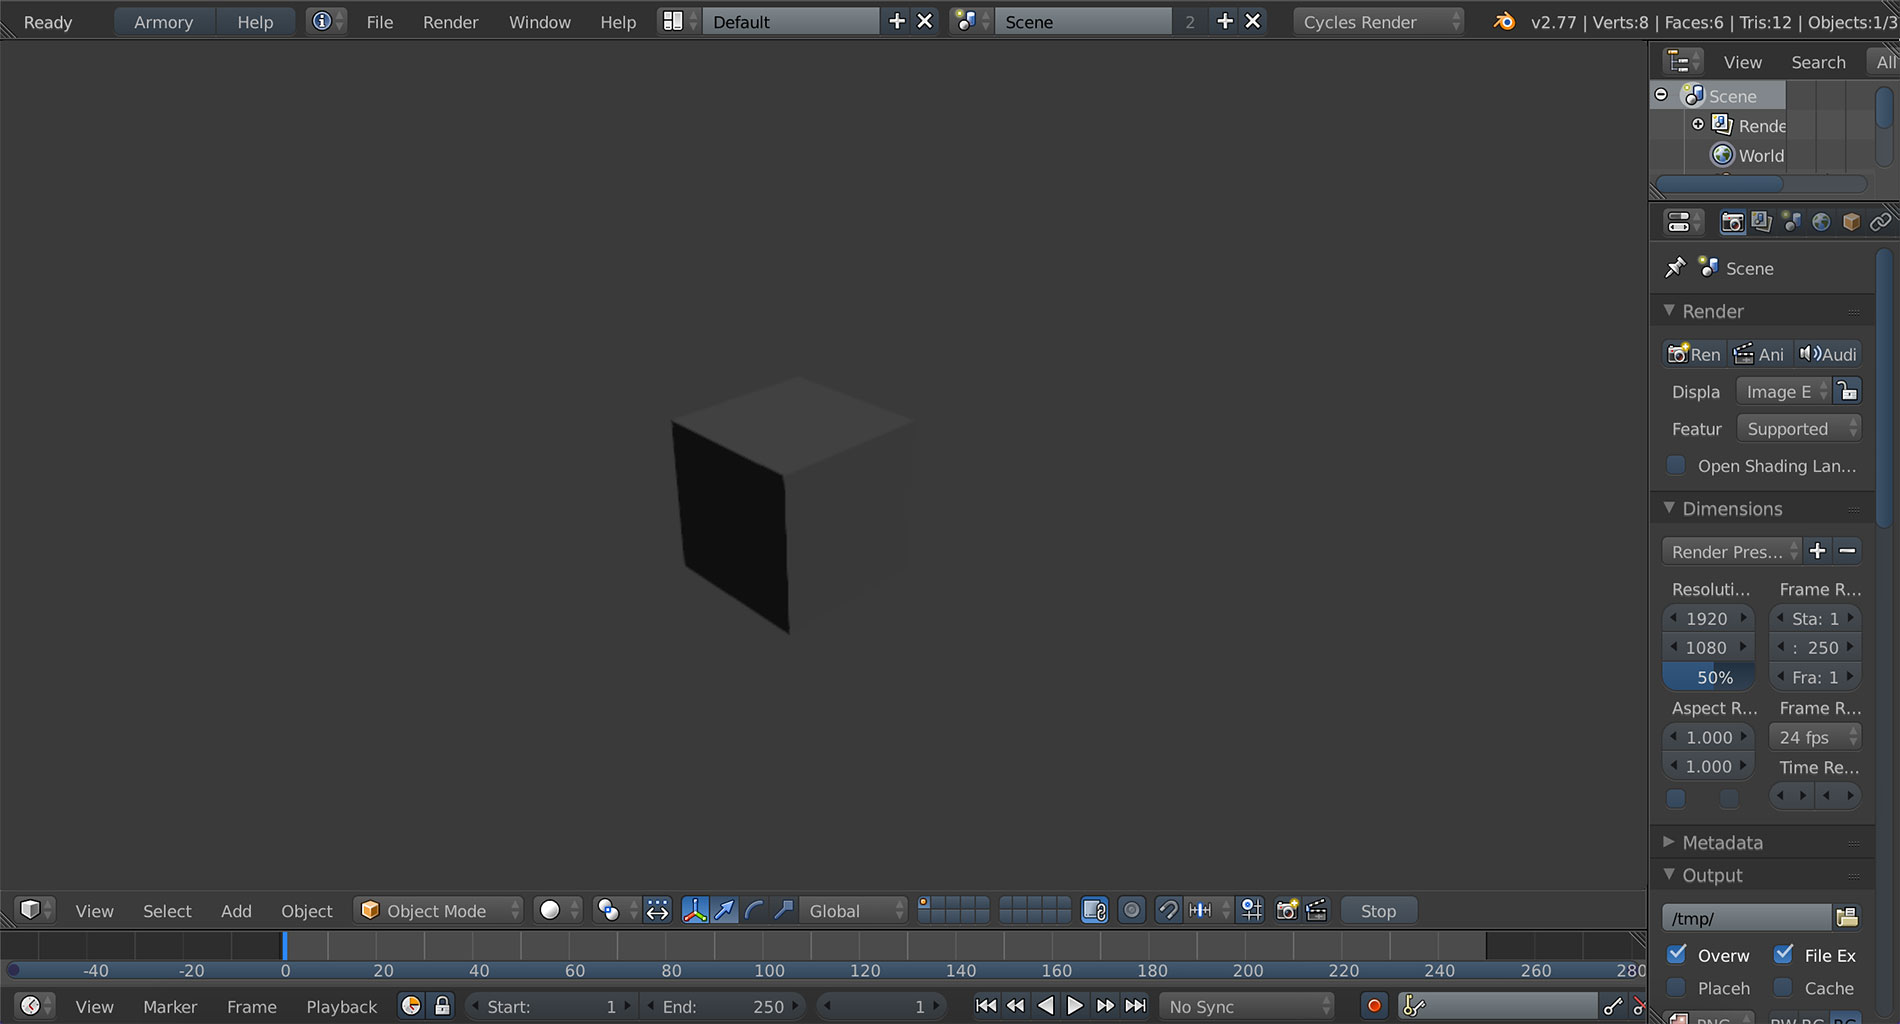 Ready Armory Help File Render Window Help Default Scene 2 Cycles Render v2.77 | Verts:8 | Faces:6 | Tris:12 | Objects:1/3
View Search All
Scene
Rende
World
Scene
Render
Ren Ani Audi
Displa Image E
Featur Supported
Open Shading Lan...
Dimensions
Render Pres...
Resoluti... Frame R...
1920 Sta: 1
1080 : 250
50% Fra: 1
Aspect R... Frame R...
1.000 24 fps
1.000 Time Re...
Metadata
Output
/tmp/
Overw File Ex
Placeh Cache
View Select Add Object Object Mode Global Stop
-40 -20 0 20 40 60 80 100 120 140 160 180 200 220 240 260 280
View Marker Frame Playback Start: 1 End: 250 1 No Sync